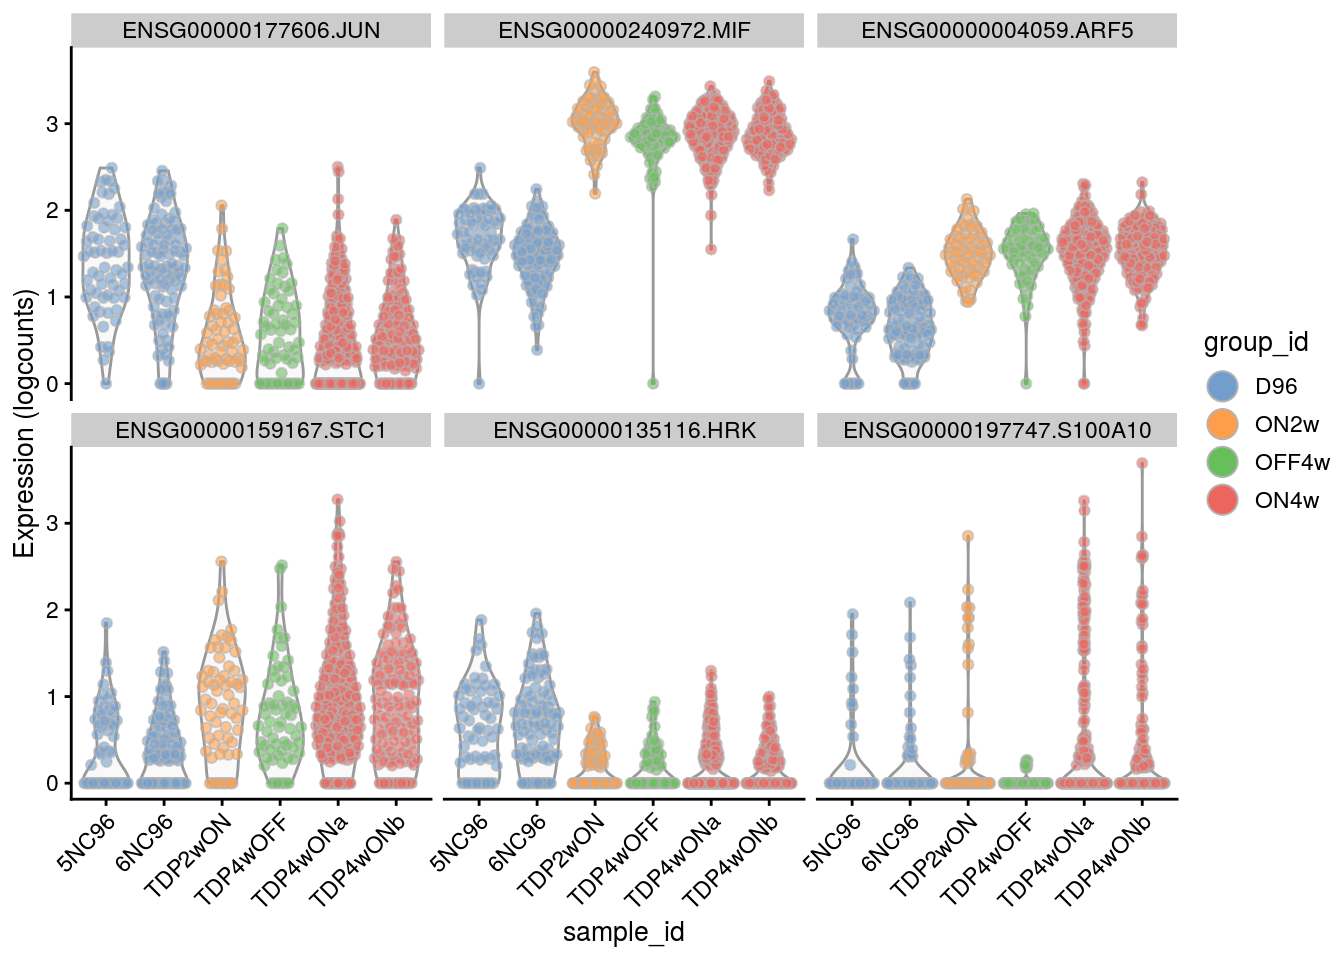 ENSG00000177606.JUN
ENSG00000240972.MIF
ENSG00000004059.ARF5
3
2
1
0
ENSG00000159167.STC1
ENSG00000135116.HRK
ENSG00000197747.S100A10
3
2
1
0
Expression (logcounts)
5NC96
6NC96
TDP2wON
TDP4wOFF
TDP4wONa
TDP4wONb
5NC96
6NC96
TDP2wON
TDP4wOFF
TDP4wONa
TDP4wONb
5NC96
6NC96
TDP2wON
TDP4wOFF
TDP4wONa
TDP4wONb
sample_id
group_id
D96
ON2w
OFF4w
ON4w